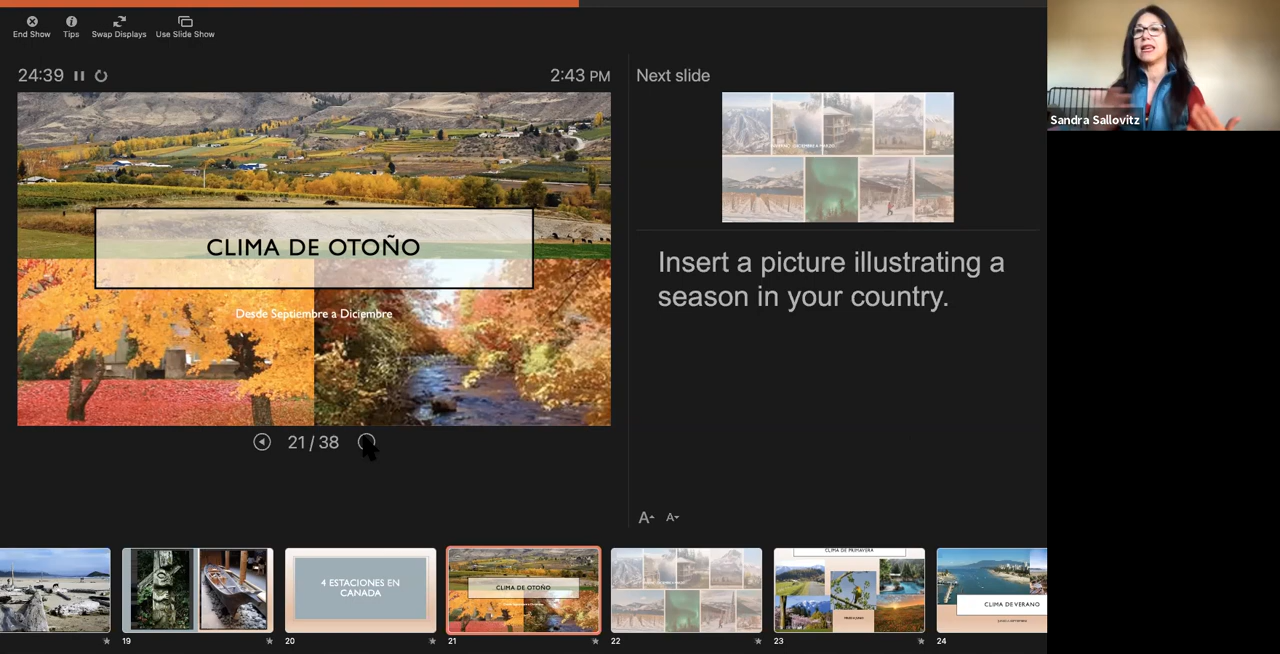 End Show
Tips
Swap Displays
Use Slide Show
24:39
2:43 PM
CLIMA DE OTOÑO
Desde Septiembre a Diciembre
21 / 38
Next slide
Insert a picture illustrating a
season in your country.
A
A
Sandra Sallovitz
19
4 ESTACIONES EN
CANADA
20
CLIMA DE OTOÑO
21
22
CLIMA DE PRIMAVERA
23
CLIMA DE VERANO
24